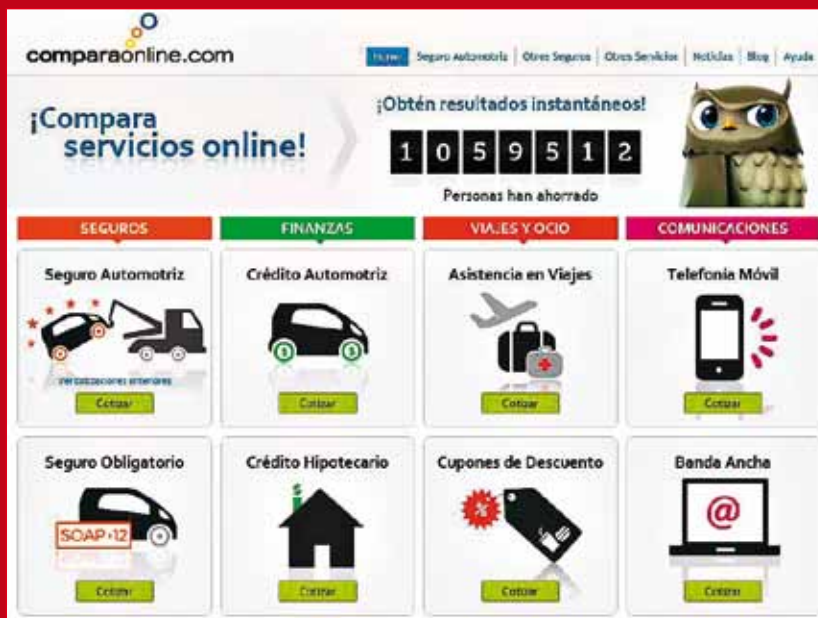 comparaonline.com
Home | Seguro Automotriz | Otros Seguros | Otros Servicios | Noticias | Blog | Ayuda
¡Compara
servicios online!
¡Obtén resultados instantáneos!
1 0 5 9 5 1 2
Personas han ahorrado
SEGUROS
FINANZAS
VIAJES Y OCIO
COMUNICACIONES
Seguro Automotriz
Crédito Automotriz
Asistencia en Viajes
Telefonía Móvil
Ver cotizaciones anteriores
Cotizar
Cotizar
Cotizar
Cotizar
Seguro Obligatorio
Crédito Hipotecario
Cupones de Descuento
Banda Ancha
SOAP+12
$
%
@
Cotizar
Cotizar
Cotizar
Cotizar